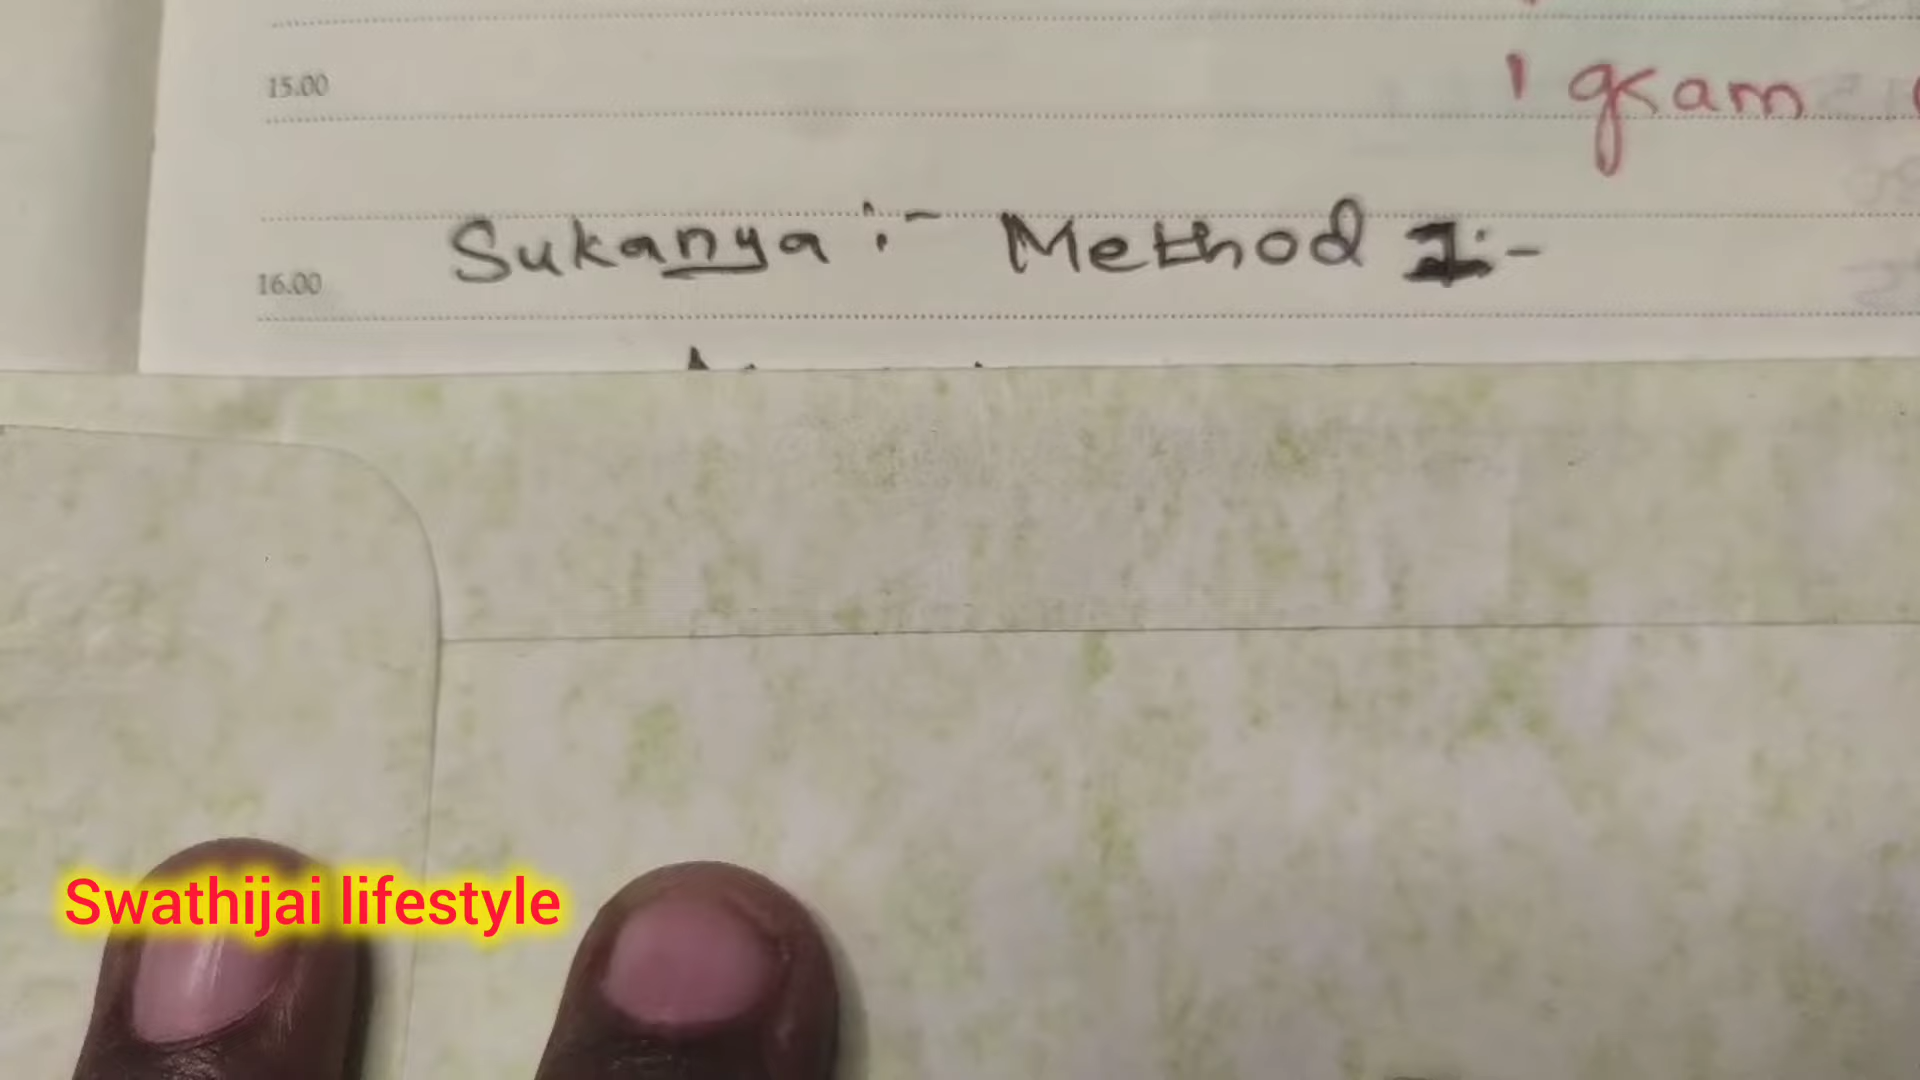 15.00
1 gram
Sukanya :- Method 1:-
16.00
Swathijai lifestyle